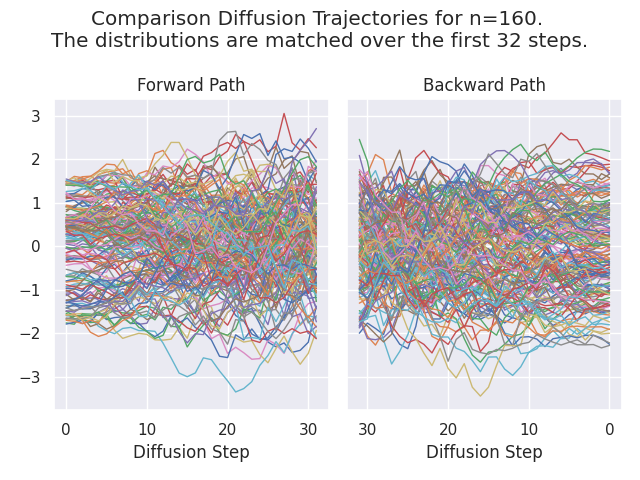 Comparison Diffusion Trajectories for n=160.
The distributions are matched over the first 32 steps.
Forward Path
Backward Path
3
2
1
0
−1
−2
−3
0 10 20 30
30 20 10 0
Diffusion Step
Diffusion Step